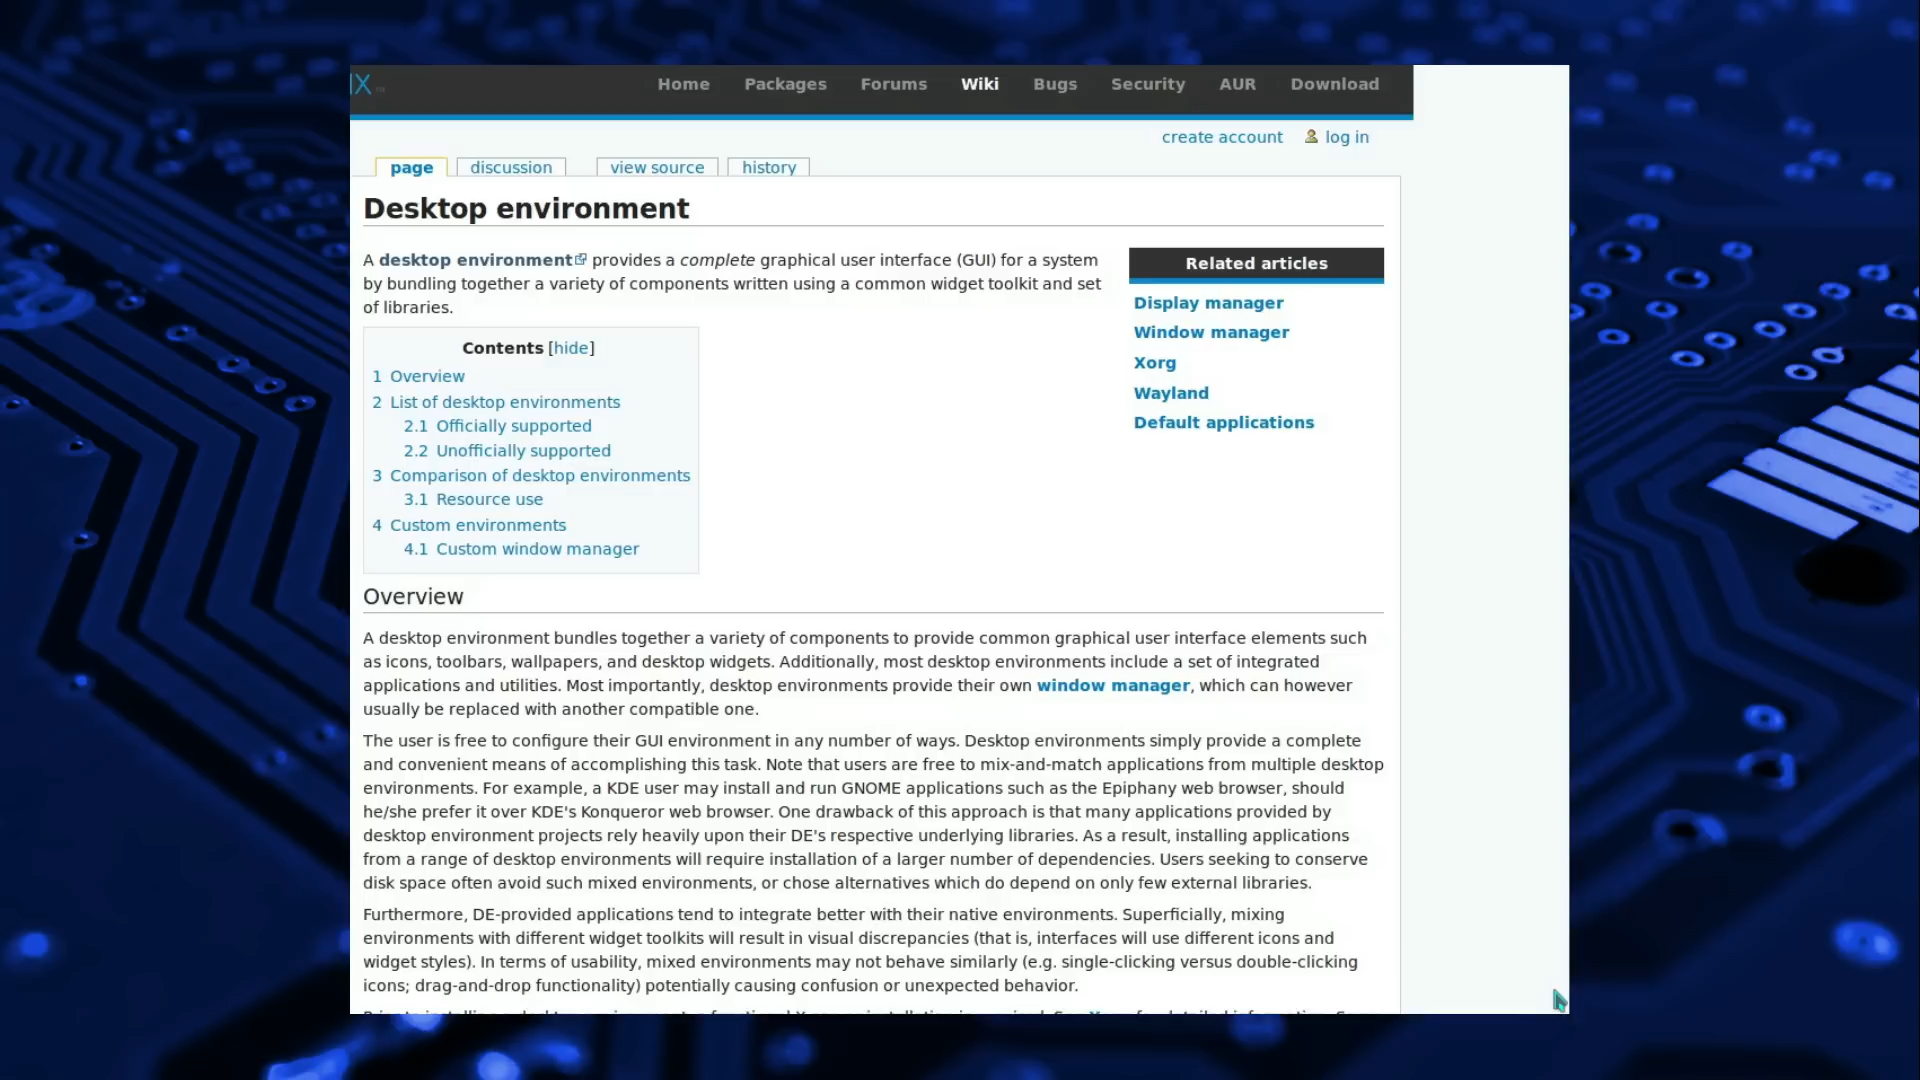 Home Packages Forums Wiki Bugs Security AUR Download
create account log in
page discussion view source history
Desktop environment
A desktop environment provides a complete graphical user interface (GUI) for a system
by bundling together a variety of components written using a common widget toolkit and set
of libraries.
Related articles
Display manager
Window manager
Xorg
Wayland
Default applications
Contents [hide]
1 Overview
2 List of desktop environments
2.1 Officially supported
2.2 Unofficially supported
3 Comparison of desktop environments
3.1 Resource use
4 Custom environments
4.1 Custom window manager
Overview
A desktop environment bundles together a variety of components to provide common graphical user interface elements such
as icons, toolbars, wallpapers, and desktop widgets. Additionally, most desktop environments include a set of integrated
applications and utilities. Most importantly, desktop environments provide their own window manager, which can however
usually be replaced with another compatible one.
The user is free to configure their GUI environment in any number of ways. Desktop environments simply provide a complete
and convenient means of accomplishing this task. Note that users are free to mix-and-match applications from multiple desktop
environments. For example, a KDE user may install and run GNOME applications such as the Epiphany web browser, should
he/she prefer it over KDE's Konqueror web browser. One drawback of this approach is that many applications provided by
desktop environment projects rely heavily upon their DE's respective underlying libraries. As a result, installing applications
from a range of desktop environments will require installation of a larger number of dependencies. Users seeking to conserve
disk space often avoid such mixed environments, or chose alternatives which do depend on only few external libraries.
Furthermore, DE-provided applications tend to integrate better with their native environments. Superficially, mixing
environments with different widget toolkits will result in visual discrepancies (that is, interfaces will use different icons and
widget styles). In terms of usability, mixed environments may not behave similarly (e.g. single-clicking versus double-clicking
icons; drag-and-drop functionality) potentially causing confusion or unexpected behavior.